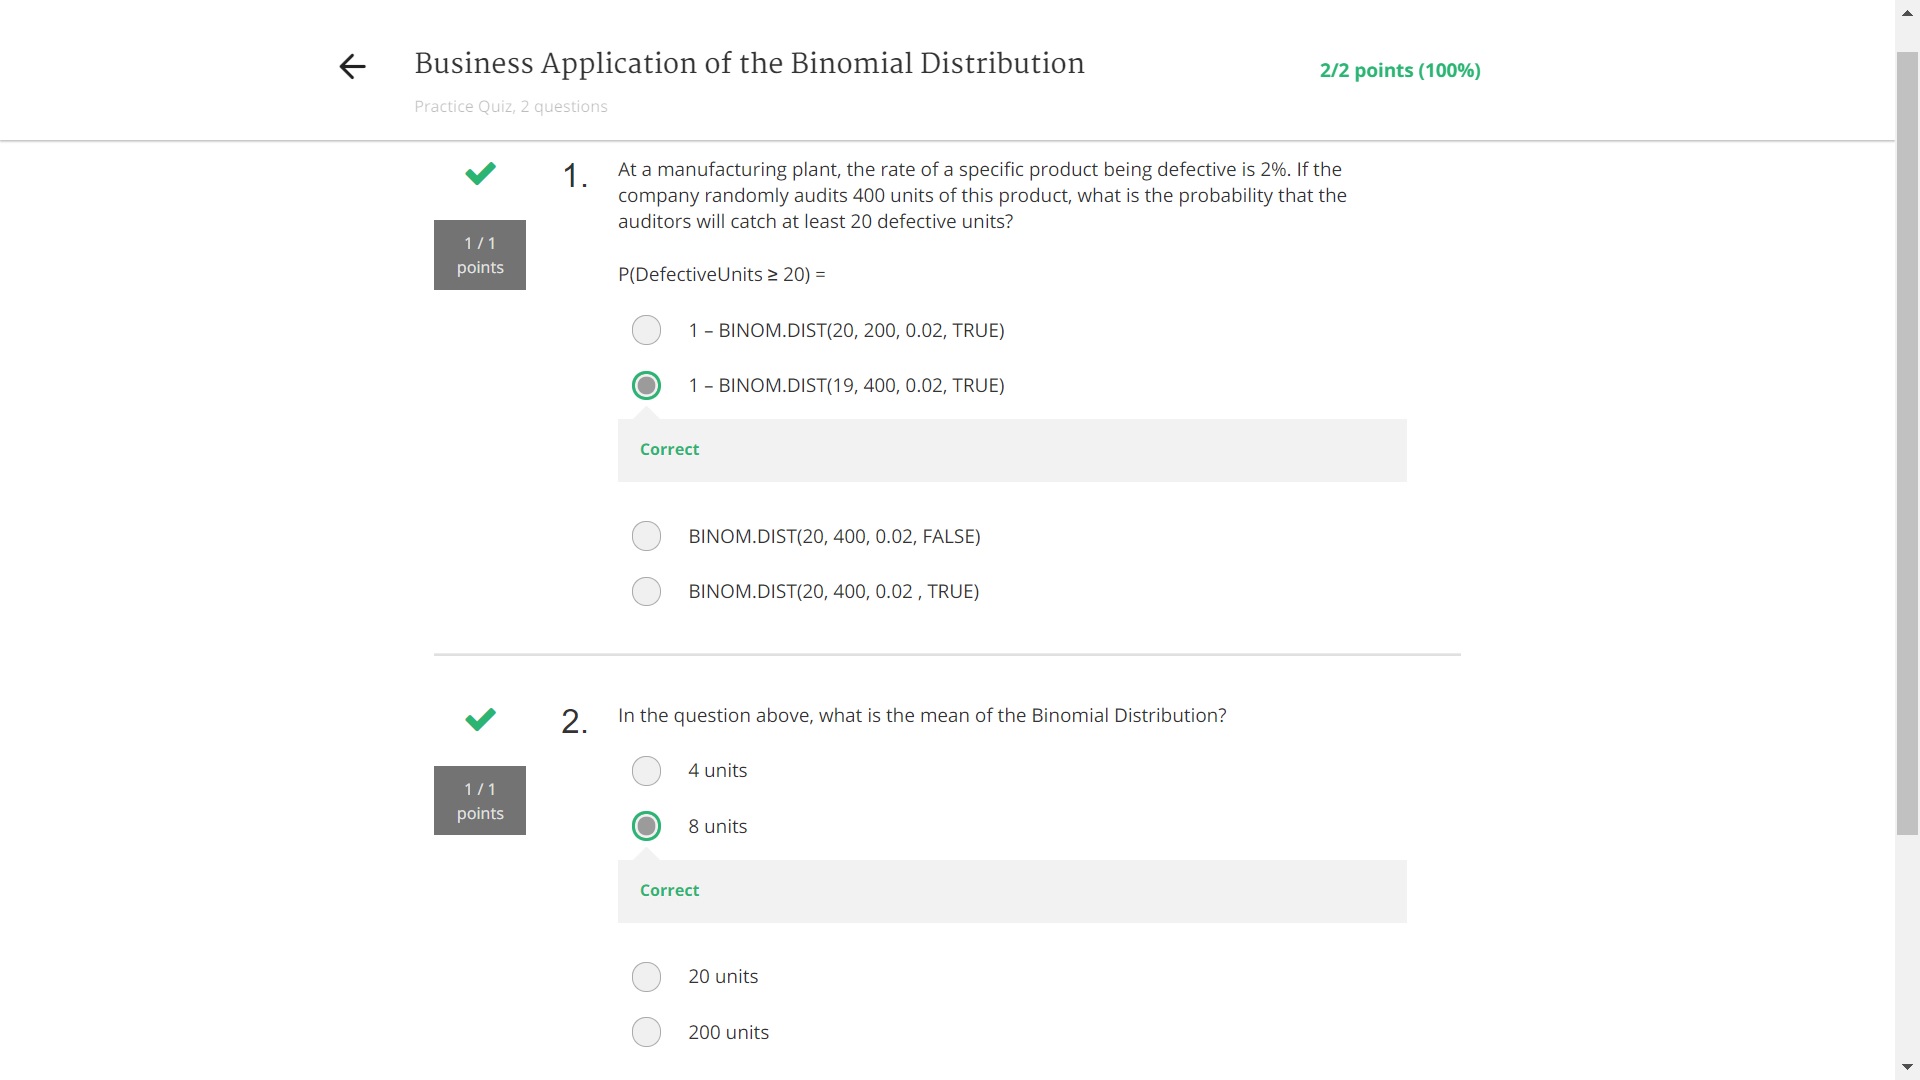 Business Application of the Binomial Distribution
2/2 points (100%)
Practice Quiz, 2 questions
1.
At a manufacturing plant, the rate of a specific product being defective is 2%. If the
company randomly audits 400 units of this product, what is the probability that the
auditors will catch at least 20 defective units?
1 / 1
points
P(DefectiveUnits ≥ 20) =
1 – BINOM.DIST(20, 200, 0.02, TRUE)
1 – BINOM.DIST(19, 400, 0.02, TRUE)
Correct
BINOM.DIST(20, 400, 0.02, FALSE)
BINOM.DIST(20, 400, 0.02 , TRUE)
2.
In the question above, what is the mean of the Binomial Distribution?
1 / 1
points
4 units
8 units
Correct
20 units
200 units